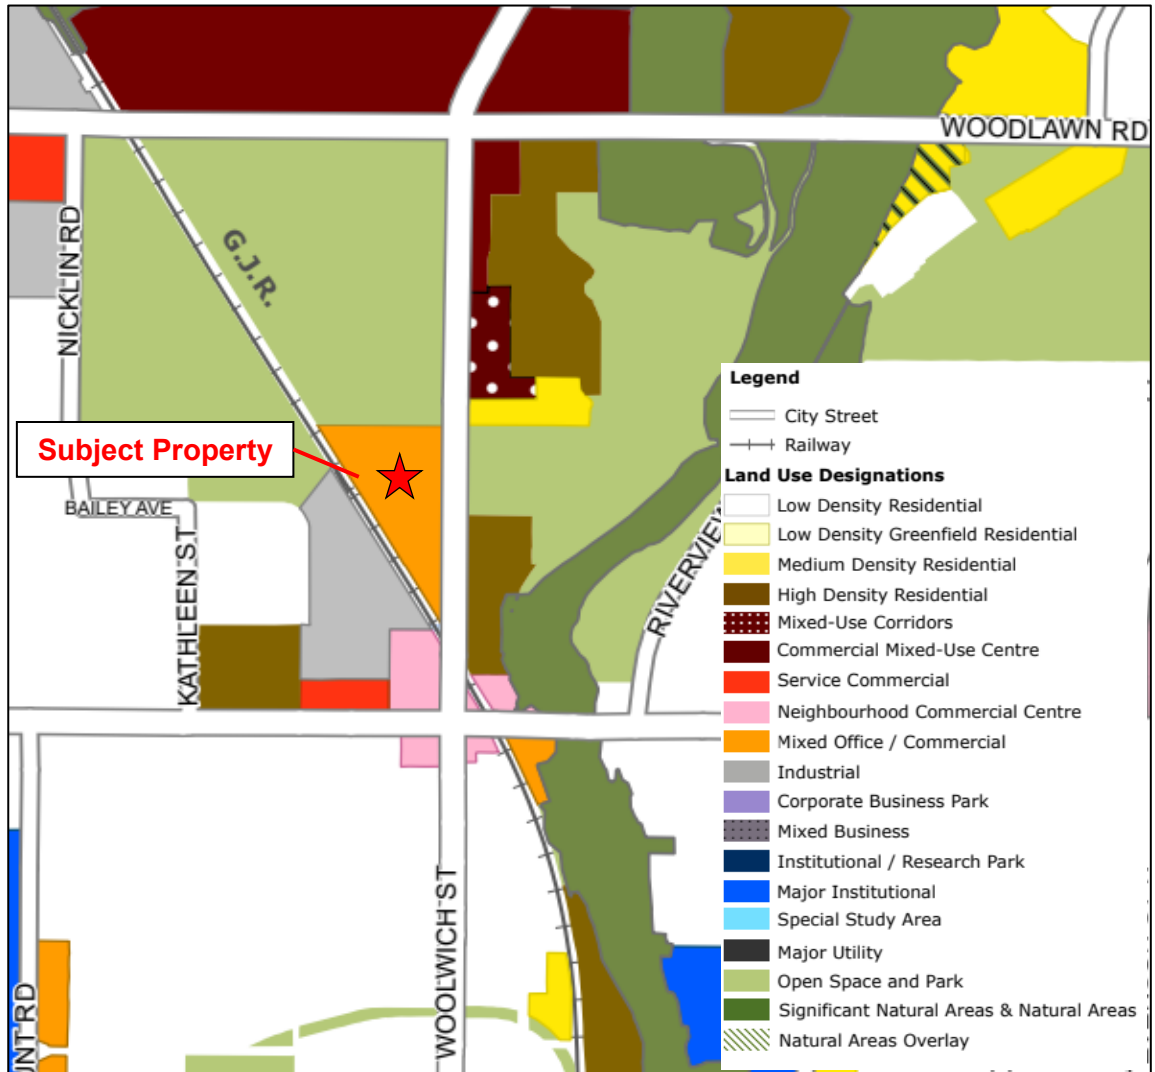 WOODLAWN RD
NICKLIN RD
G.J.R.
Subject Property
BAILEY AVE
KATHLEEN ST
RIVERVIEW
WOOLWICH ST
UNT RD
Legend
City Street
Railway
Land Use Designations
Low Density Residential
Low Density Greenfield Residential
Medium Density Residential
High Density Residential
Mixed-Use Corridors
Commercial Mixed-Use Centre
Service Commercial
Neighbourhood Commercial Centre
Mixed Office / Commercial
Industrial
Corporate Business Park
Mixed Business
Institutional / Research Park
Major Institutional
Special Study Area
Major Utility
Open Space and Park
Significant Natural Areas & Natural Areas
Natural Areas Overlay